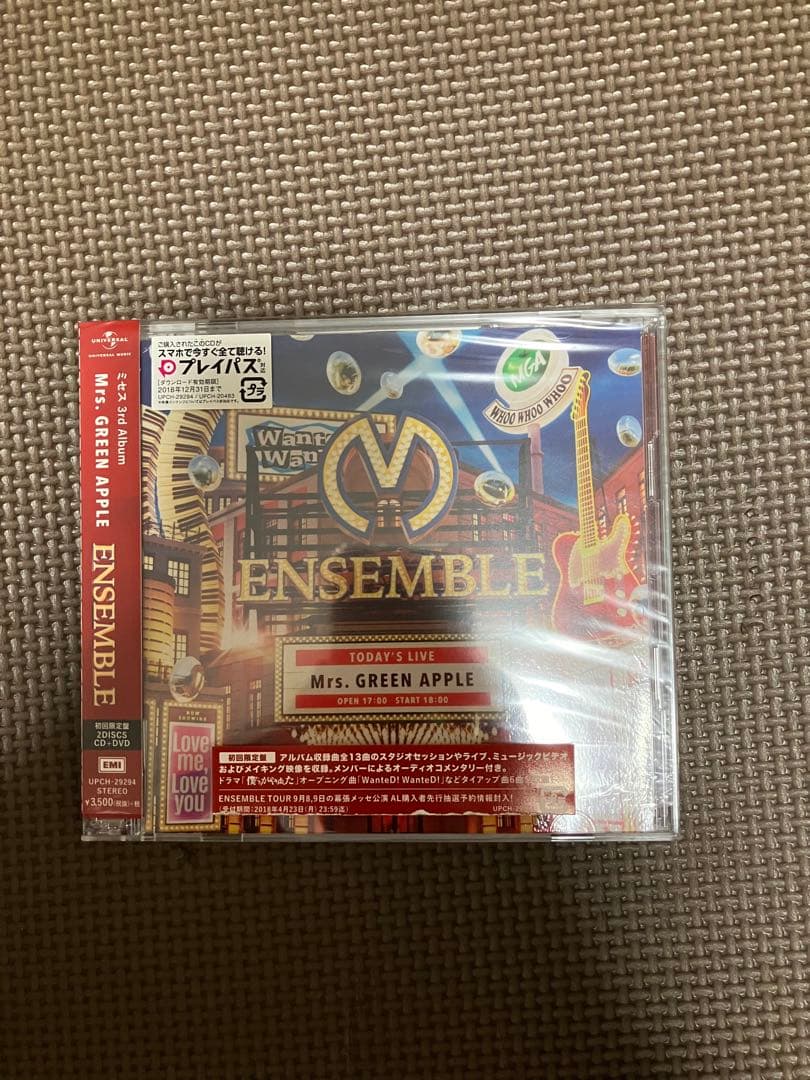 UNIVERSAL
UNIVERSAL MUSIC
ミセス 3rd Album
Mrs. GREEN APPLE
ENSEMBLE
初回限定盤
2DISCS
CD+DVD
EMI
UPCH-29294
STEREO
¥3,500(税抜)+税
ご購入されたこのCDが
スマホで今すぐ全て聴ける!
プレイパス対応
[ダウンロード有効期限]
2018年12月31日まで
UPCH-29294 / UPCH-20483
MGA
WHOO WHOO WHOO
Want
Wan
ENSEMBLE
TODAY'S LIVE
Mrs. GREEN APPLE
OPEN 17:00 START 18:00
NOW
SHOWING
Love
me,
Love
you
初回限定盤 アルバム収録曲全13曲のスタジオセッションやライブ、ミュージックビデオ
およびメイキング映像を収録。メンバーによるオーディオコメンタリー付き。
ドラマ「僕たちがやりました」オープニング曲「WanteD! WanteD!」などタイアップ曲6曲
ENSEMBLE TOUR 9月8,9日の幕張メッセ公演 AL購入者先行抽選予約情報封入!
(受付期間:2018年4月23日(月) 23:59迄)